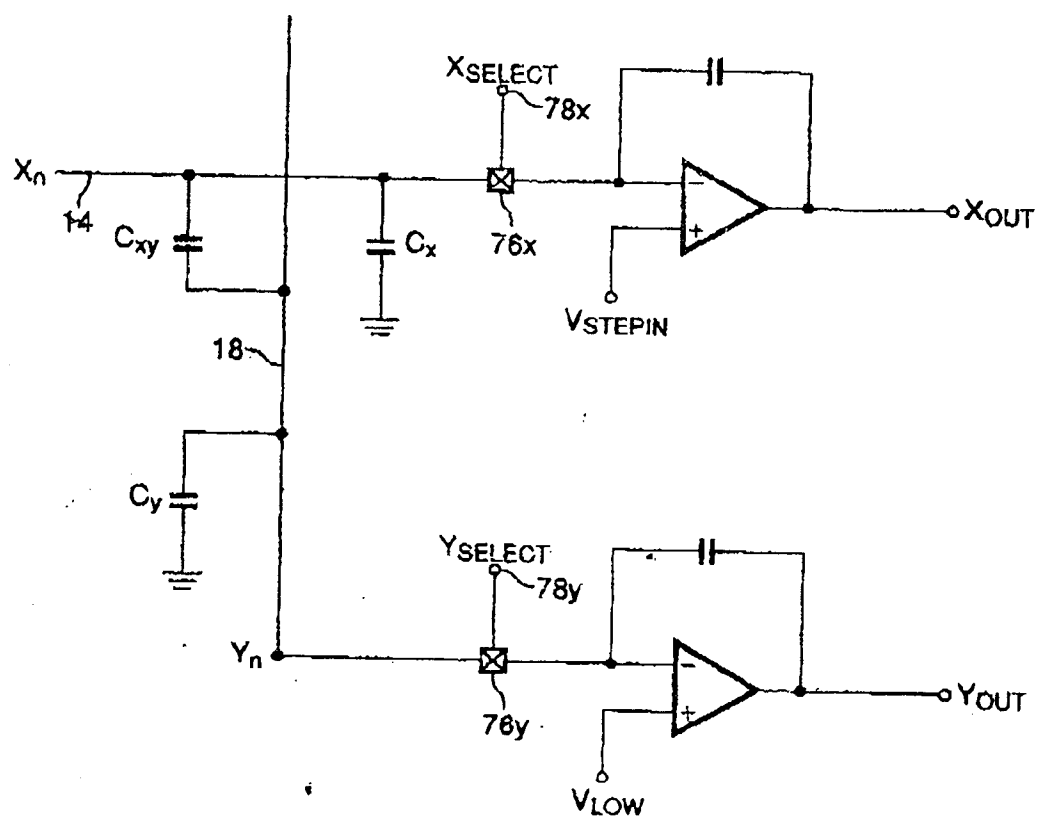 XSELECT
78x
Xn
14
Cxy
Cx
76x
−
+
XOUT
VSTEPIN
18
Cy
YSELECT
78y
Yn
76y
−
+
YOUT
VLOW